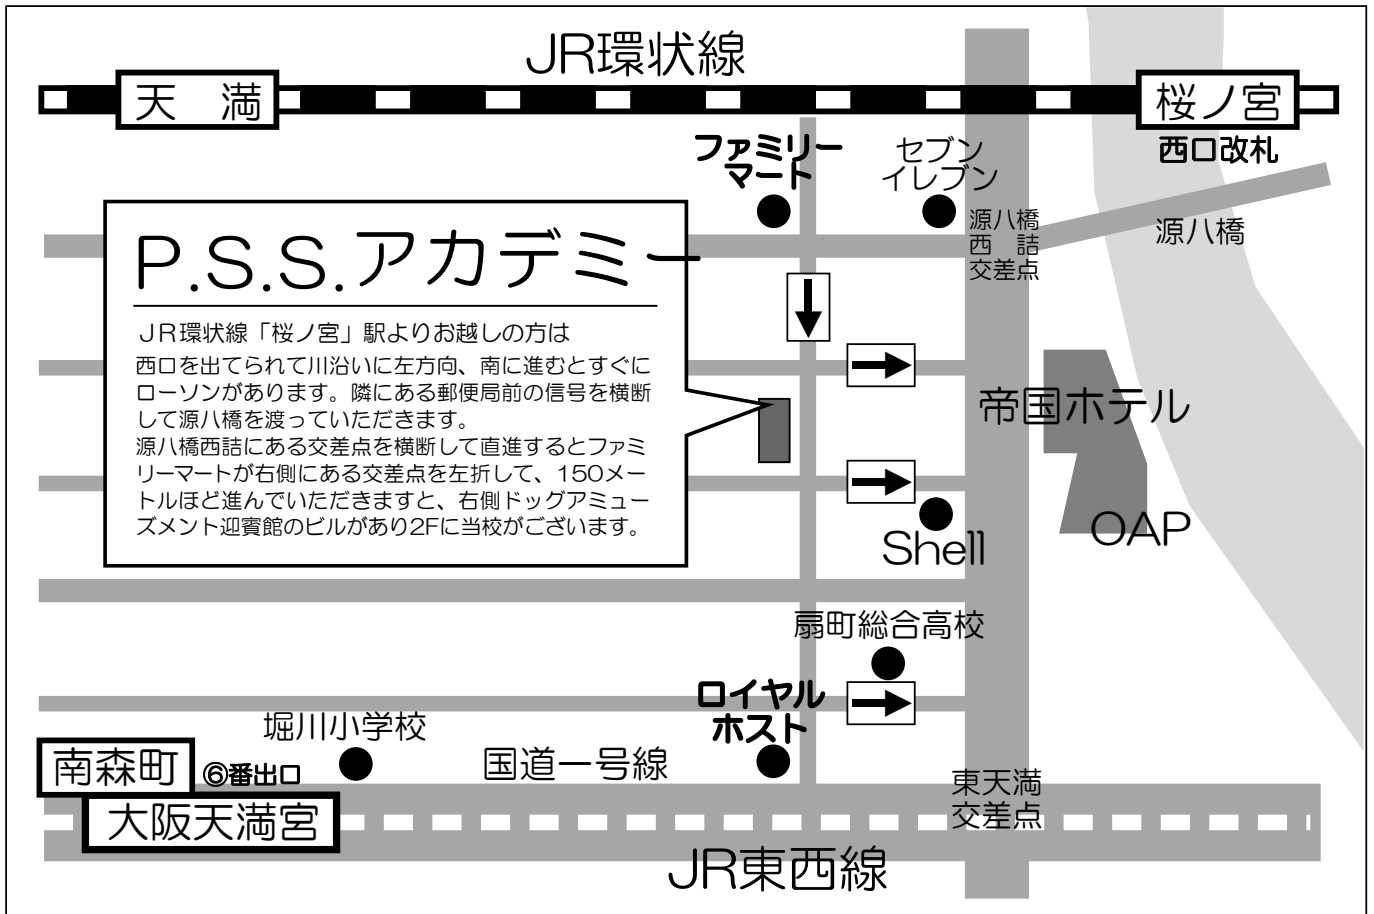 JR環状線
天　満
桜ノ宮
西口改札
ファミリー
マート
セブン
イレブン
源八橋
西　詰
交差点
源八橋
P.S.S.アカデミー
ＪＲ環状線「桜ノ宮」駅よりお越しの方は
西口を出てられて川沿いに左方向、南に進むとすぐに
ローソンがあります。隣にある郵便局前の信号を横断
して源八橋を渡っていただきます。
源八橋西詰にある交差点を横断して直進するとファミ
リーマートが右側にある交差点を左折して、150メー
トルほど進んでいただきますと、右側ドッグアミュー
ズメント迎賓館のビルがあり2Fに当校がございます。
帝国ホテル
OAP
Shell
扇町総合高校
ロイヤル
ホスト
堀川小学校
南森町
⑥番出口
国道一号線
東天満
交差点
大阪天満宮
JR東西線